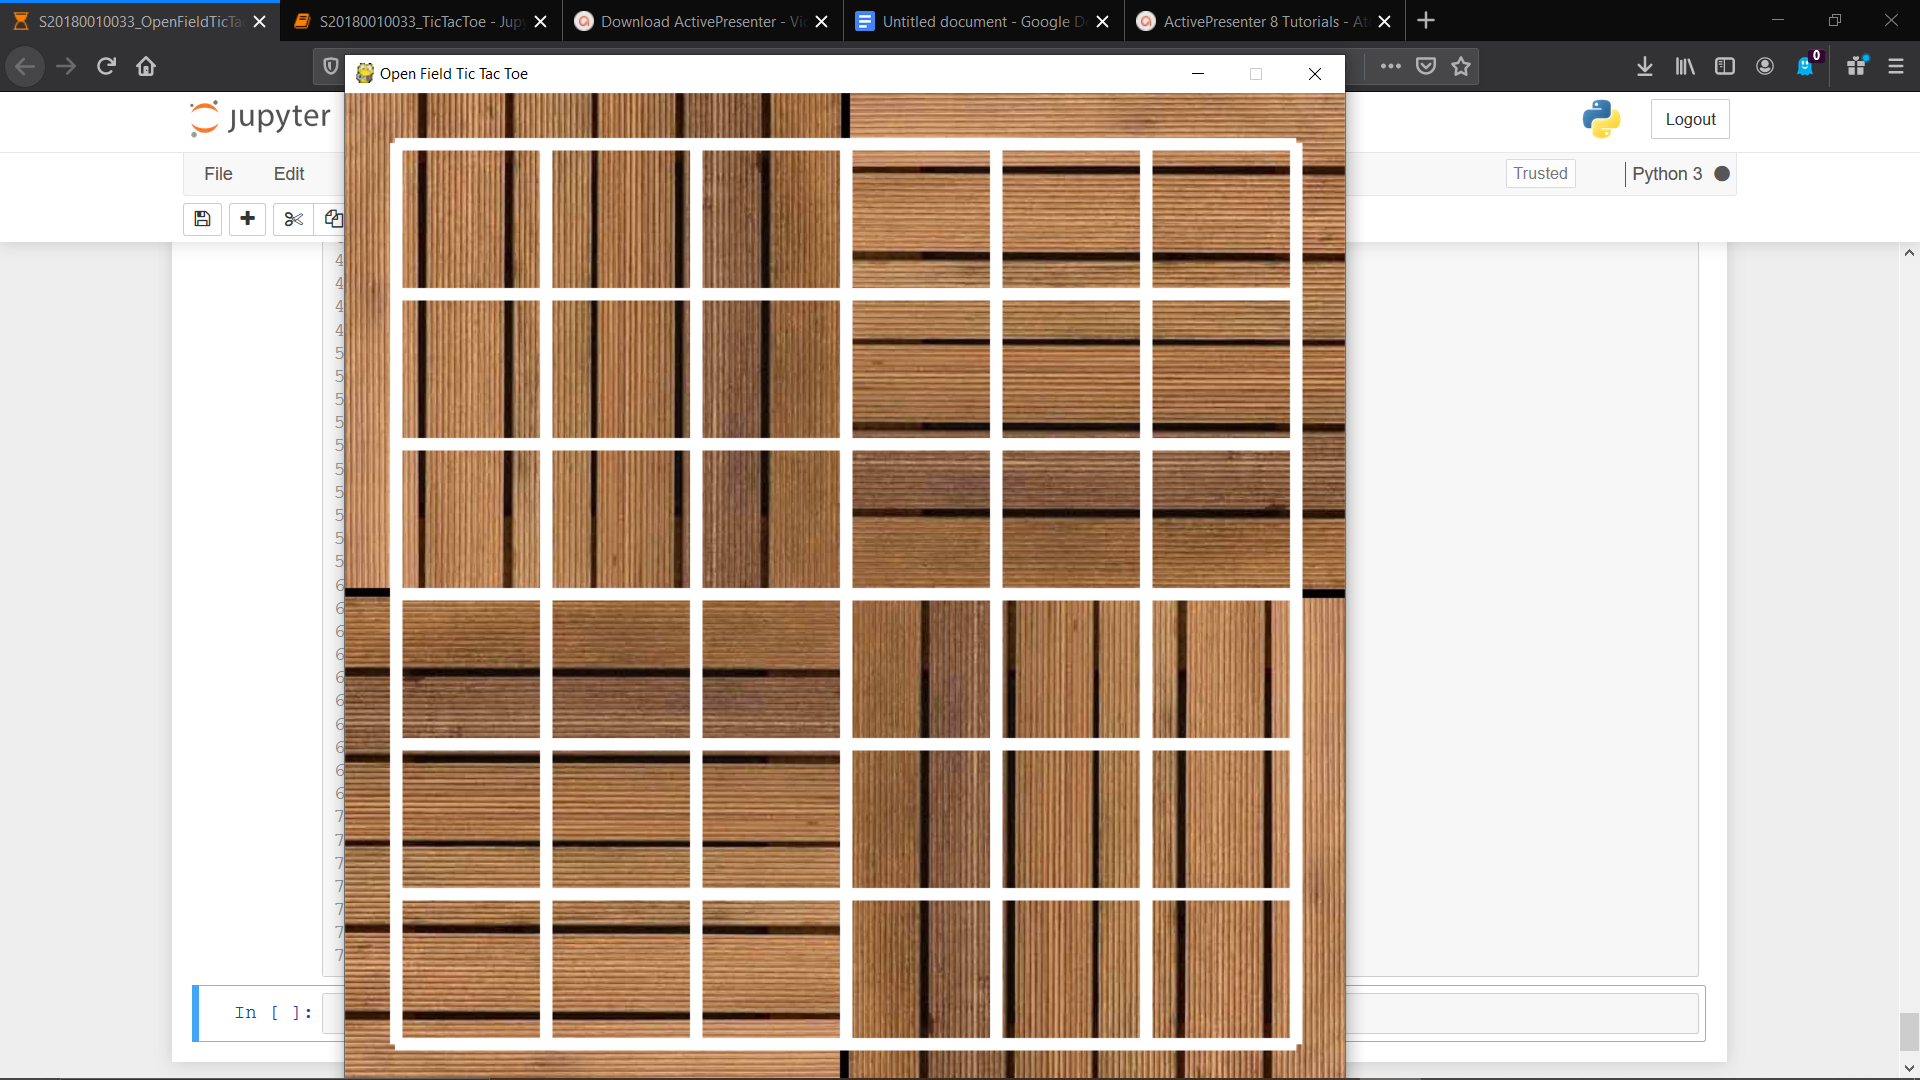 S20180010033_OpenFieldTicTa
S20180010033_TicTacToe - Jupy
Download ActivePresenter - Vi
Untitled document - Google D
ActivePresenter 8 Tutorials - At
0
Open Field Tic Tac Toe
jupyter
Logout
File
Edit
Trusted
Python 3
4
4
4
4
5
5
5
5
5
5
5
5
5
5
6
6
6
6
6
6
6
6
6
6
7
7
7
7
7
7
7
In [ ]: